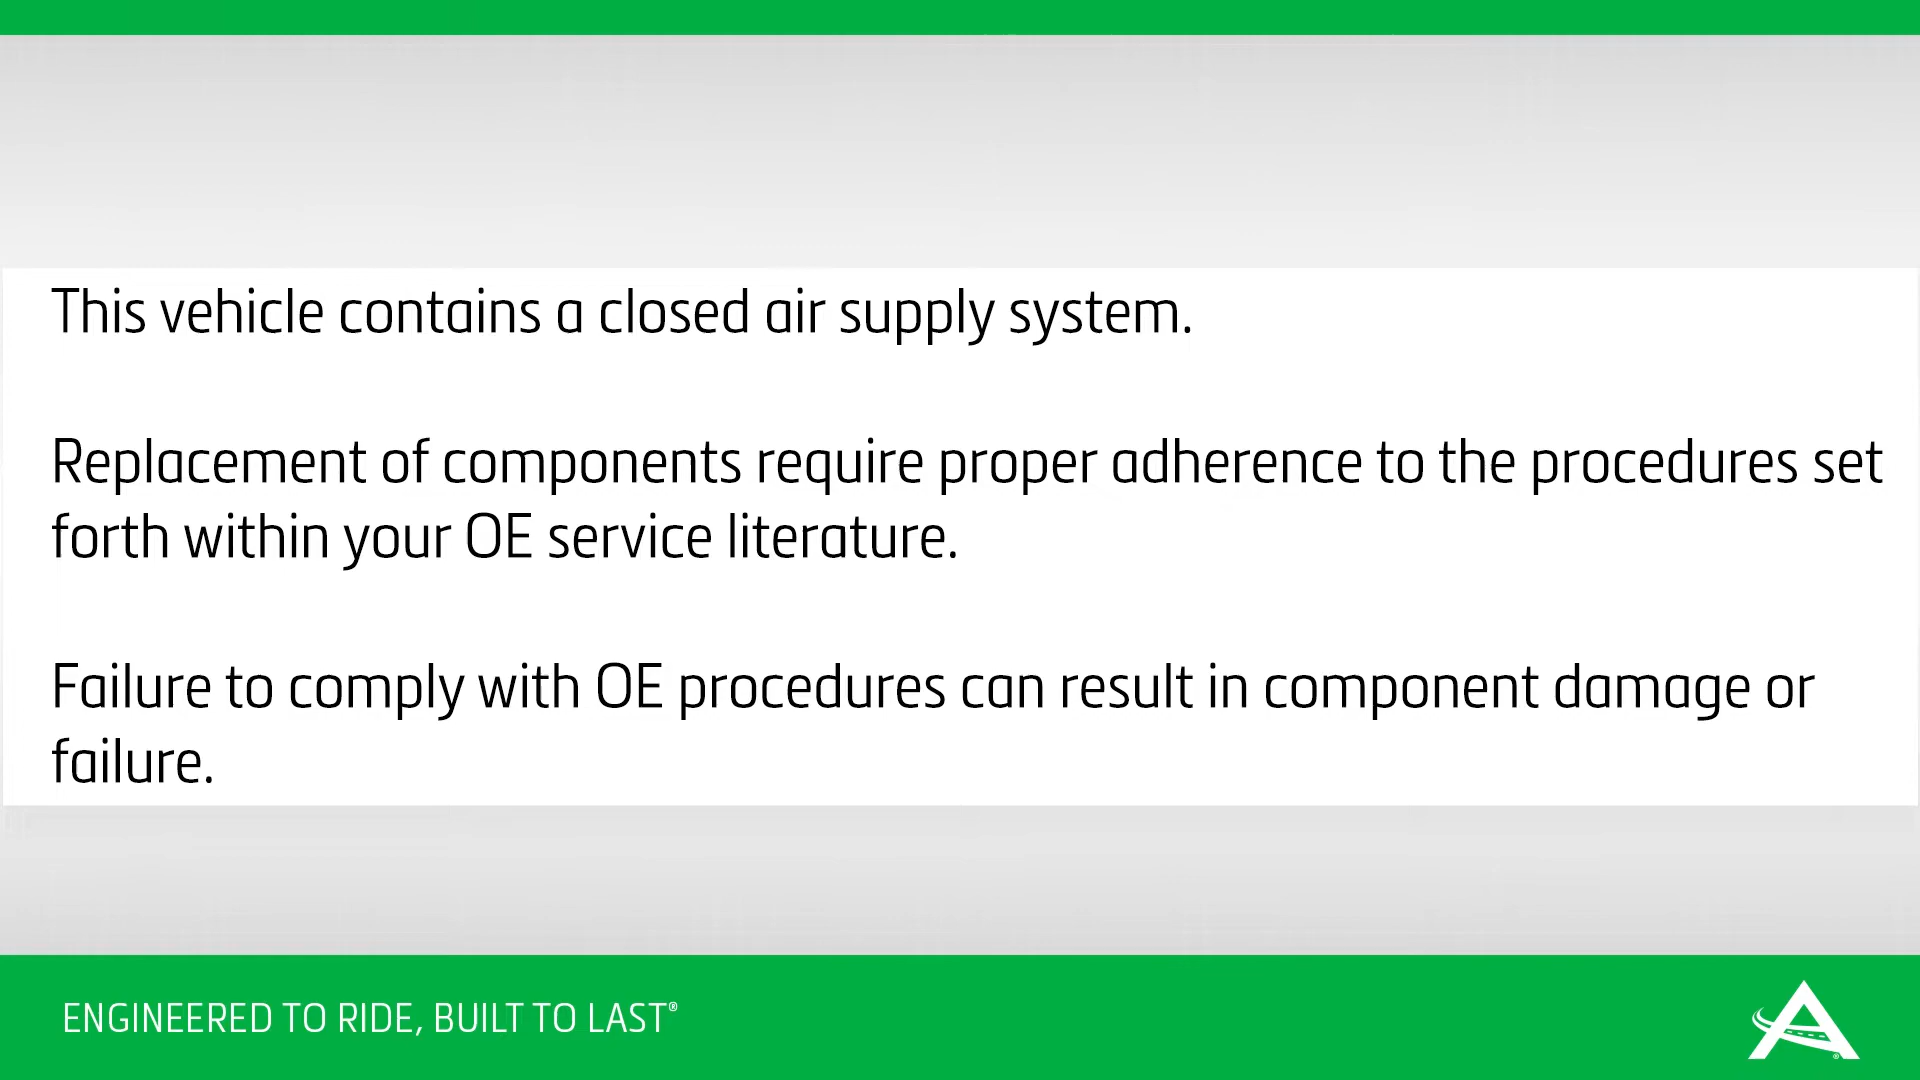 This vehicle contains a closed air supply system.
Replacement of components require proper adherence to the procedures set
forth within your OE service literature.
Failure to comply with OE procedures can result in component damage or
failure.
ENGINEERED TO RIDE, BUILT TO LAST®